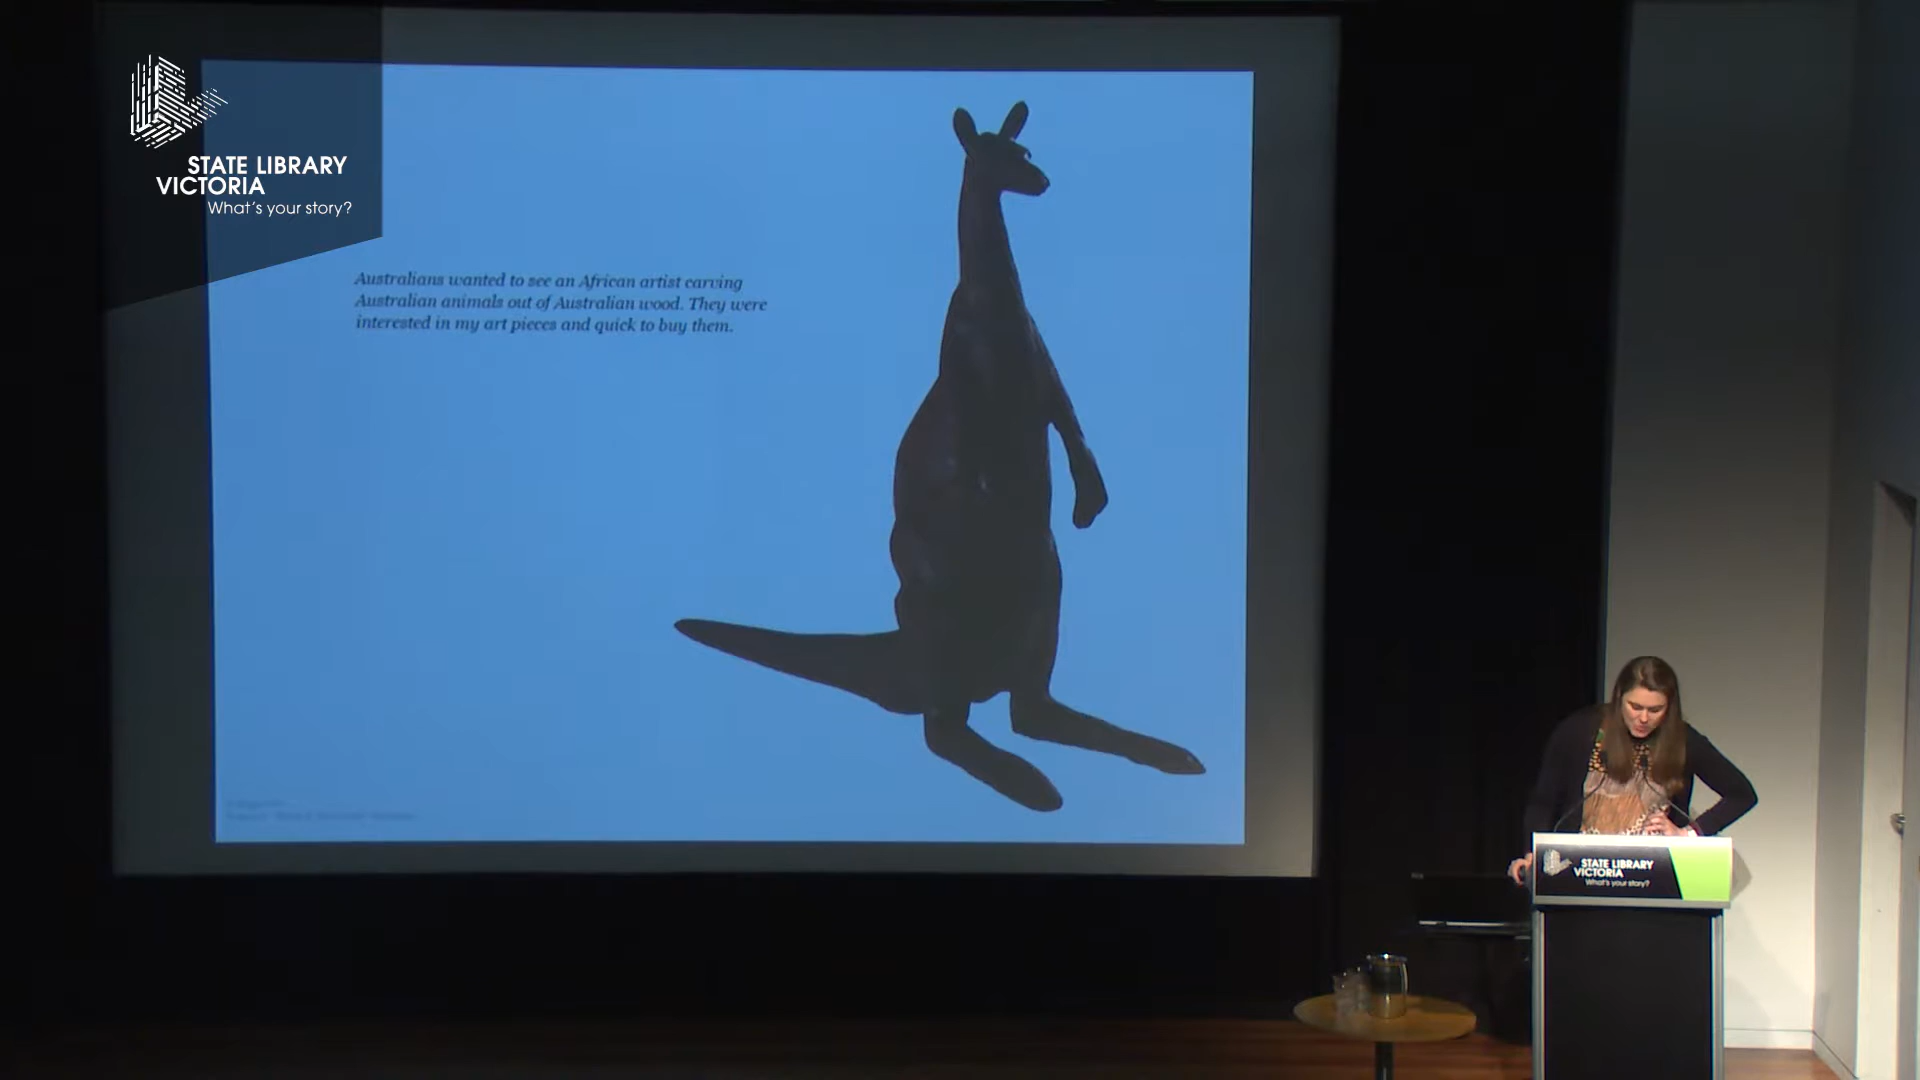 STATE LIBRARY
VICTORIA
What's your story?
Australians wanted to see an African artist carving
Australian animals out of Australian wood. They were
interested in my art pieces and quick to buy them.
STATE LIBRARY
VICTORIA
What's your story?